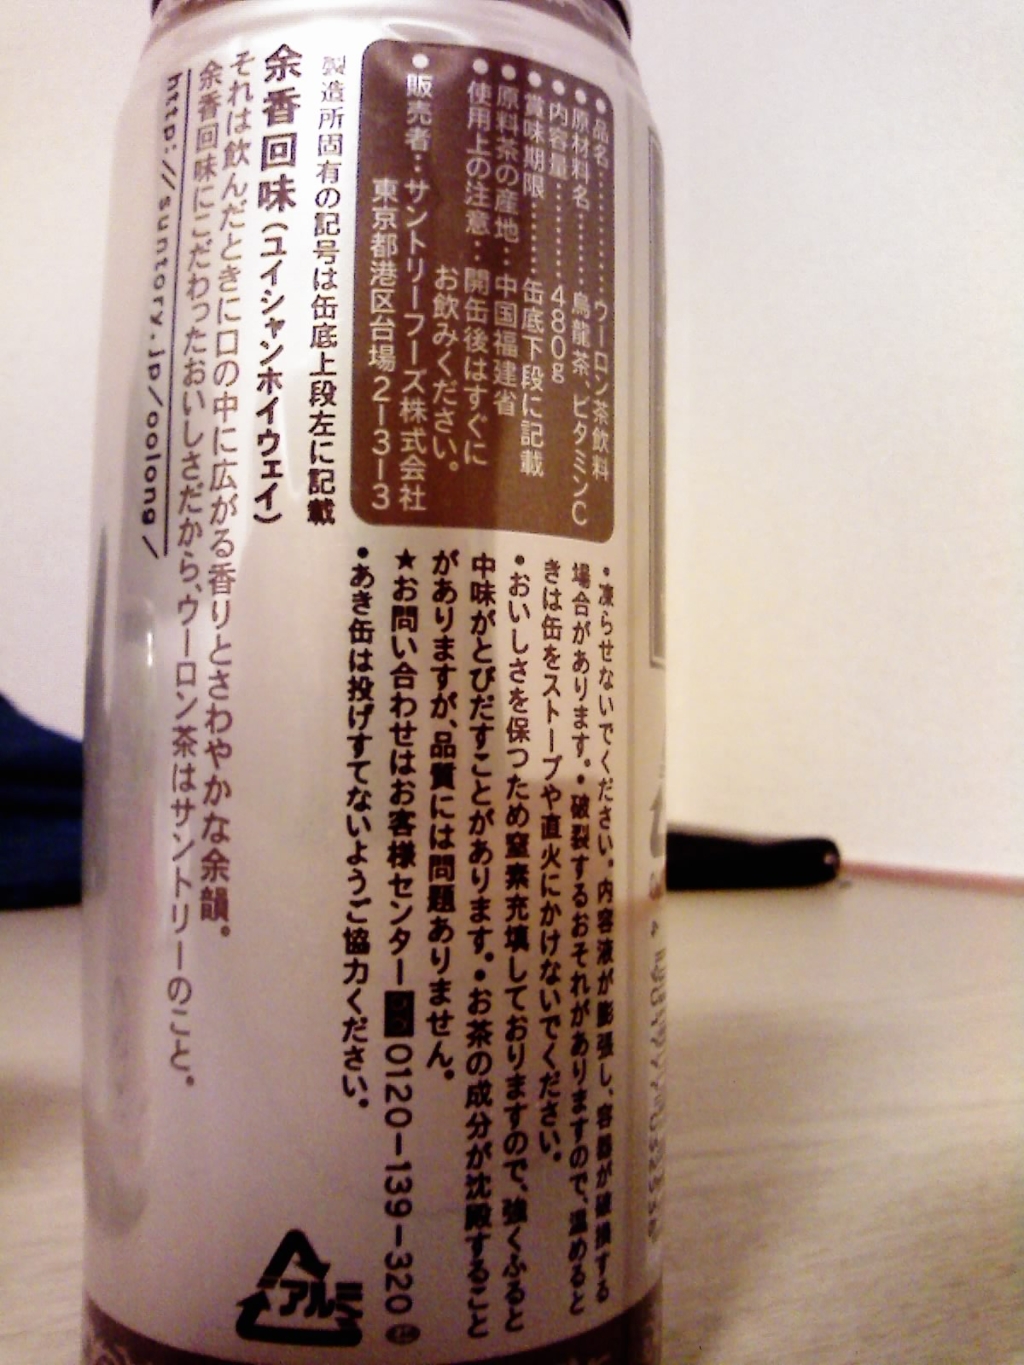 ●品名………ウーロン茶飲料
●原材料名………烏龍茶、ビタミンC
●内容量………480g
●賞味期限………缶底下段に記載
●原料茶の産地…中国福建省
●使用上の注意…開缶後はすぐに
お飲みください。
●販売者：サントリーフーズ株式会社
東京都港区台場2-3-3
製造所固有の記号は缶底上段左に記載
余香回味（ユイシャンホイウェイ）
それは飲んだときに口の中に広がる香りとさわやかな余韻。
余香回味にこだわったおいしさだから、ウーロン茶はサントリーのこと。
http://suntory.jp/oolong/
●凍らせないでください。内容液が膨張し、容器が破損する
場合があります。●破裂するおそれがありますので、温めると
きは缶をストーブや直火にかけないでください。
●おいしさを保つため窒素充填しておりますので、強くふると
中味がとびだすことがあります。●お茶の成分が沈殿すること
がありますが、品質には問題ありません。
★お問い合わせはお客様センター 0120-139-320
●あき缶は投げすてないようご協力ください。
アルミ